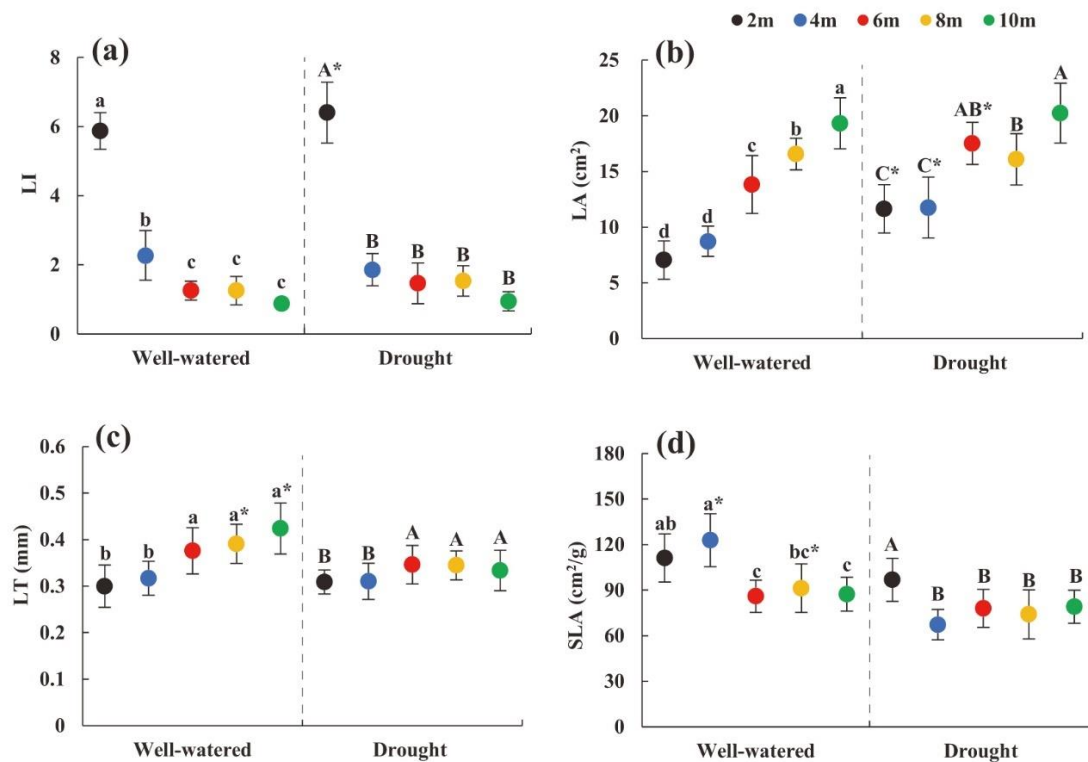 2m 4m 6m 8m 10m
(a)
8
6
4
2
0
LI
a
b
c
c
c
A*
B
B
B
B
Well-watered Drought
(b)
25
20
15
10
5
0
LA (cm²)
d
d
c
b
a
C*
C*
AB*
B
A
Well-watered Drought
(c)
0.6
0.5
0.4
0.3
0.2
0.1
0
LT (mm)
b
b
a
a*
a*
B
B
A
A
A
Well-watered Drought
(d)
180
150
120
90
60
30
0
SLA (cm²/g)
ab
a*
c
bc*
c
A
B
B
B
B
Well-watered Drought